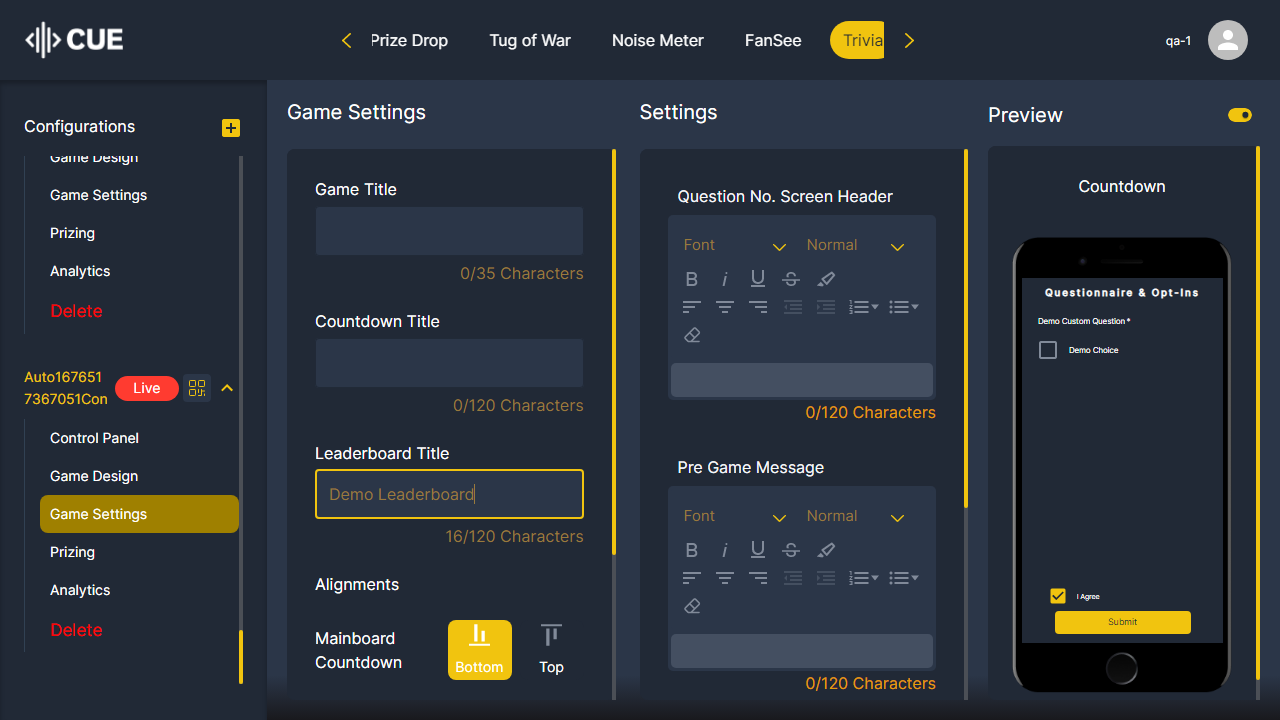 CUE
Prize Drop
Tug of War
Noise Meter
FanSee
Trivia
qa-1
Configurations
Game Design
Game Settings
Prizing
Analytics
Delete
Auto167651
7367051Con
Live
Control Panel
Game Design
Game Settings
Prizing
Analytics
Delete
Game Settings
Game Title
0/35 Characters
Countdown Title
0/120 Characters
Leaderboard Title
Demo Leaderboard
16/120 Characters
Alignments
Mainboard
Countdown
Bottom
Top
Settings
Question No. Screen Header
Font
Normal
0/120 Characters
Pre Game Message
Font
Normal
0/120 Characters
Preview
Countdown
Questionnaire & Opt-Ins
Demo Custom Question *
Demo Choice
I Agree
Submit